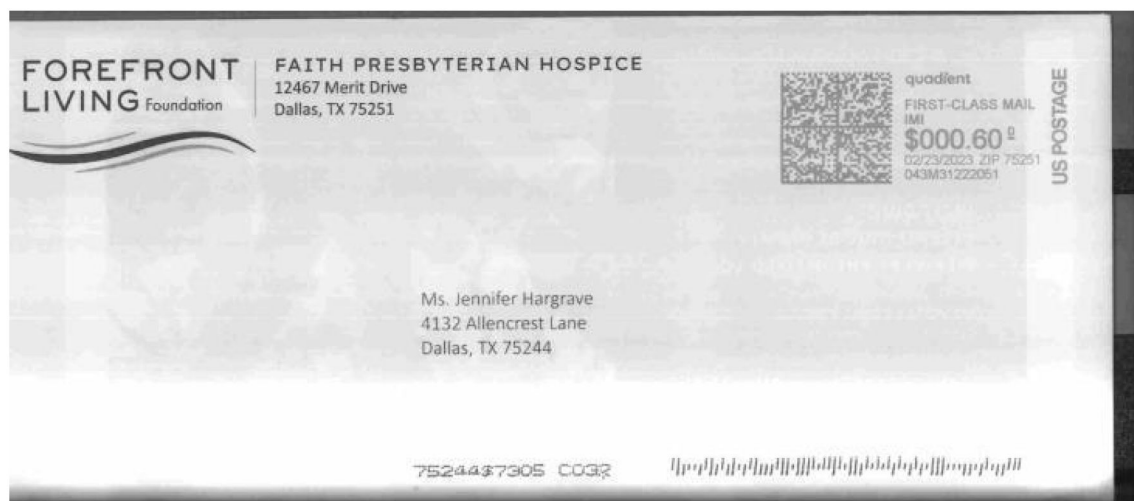 FOREFRONT
LIVING Foundation
FAITH PRESBYTERIAN HOSPICE
12467 Merit Drive
Dallas, TX 75251
quadient
FIRST-CLASS MAIL
IMI
$000.60 º
02/23/2023 ZIP 75251
043M31222051
US POSTAGE
Ms. Jennifer Hargrave
4132 Allencrest Lane
Dallas, TX 75244
75244$7305 C032